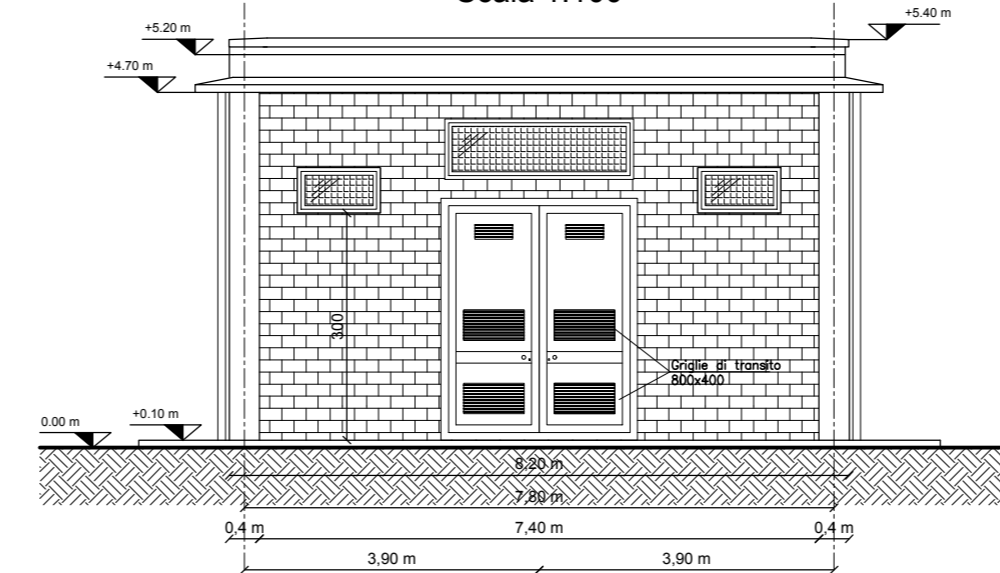 +5.20 m
+5.40 m
+4.70 m
300
Griglie di transito
800x400
0.00 m
+0.10 m
8.20 m
7.80 m
0,4 m
7,40 m
0,4 m
3,90 m
3,90 m